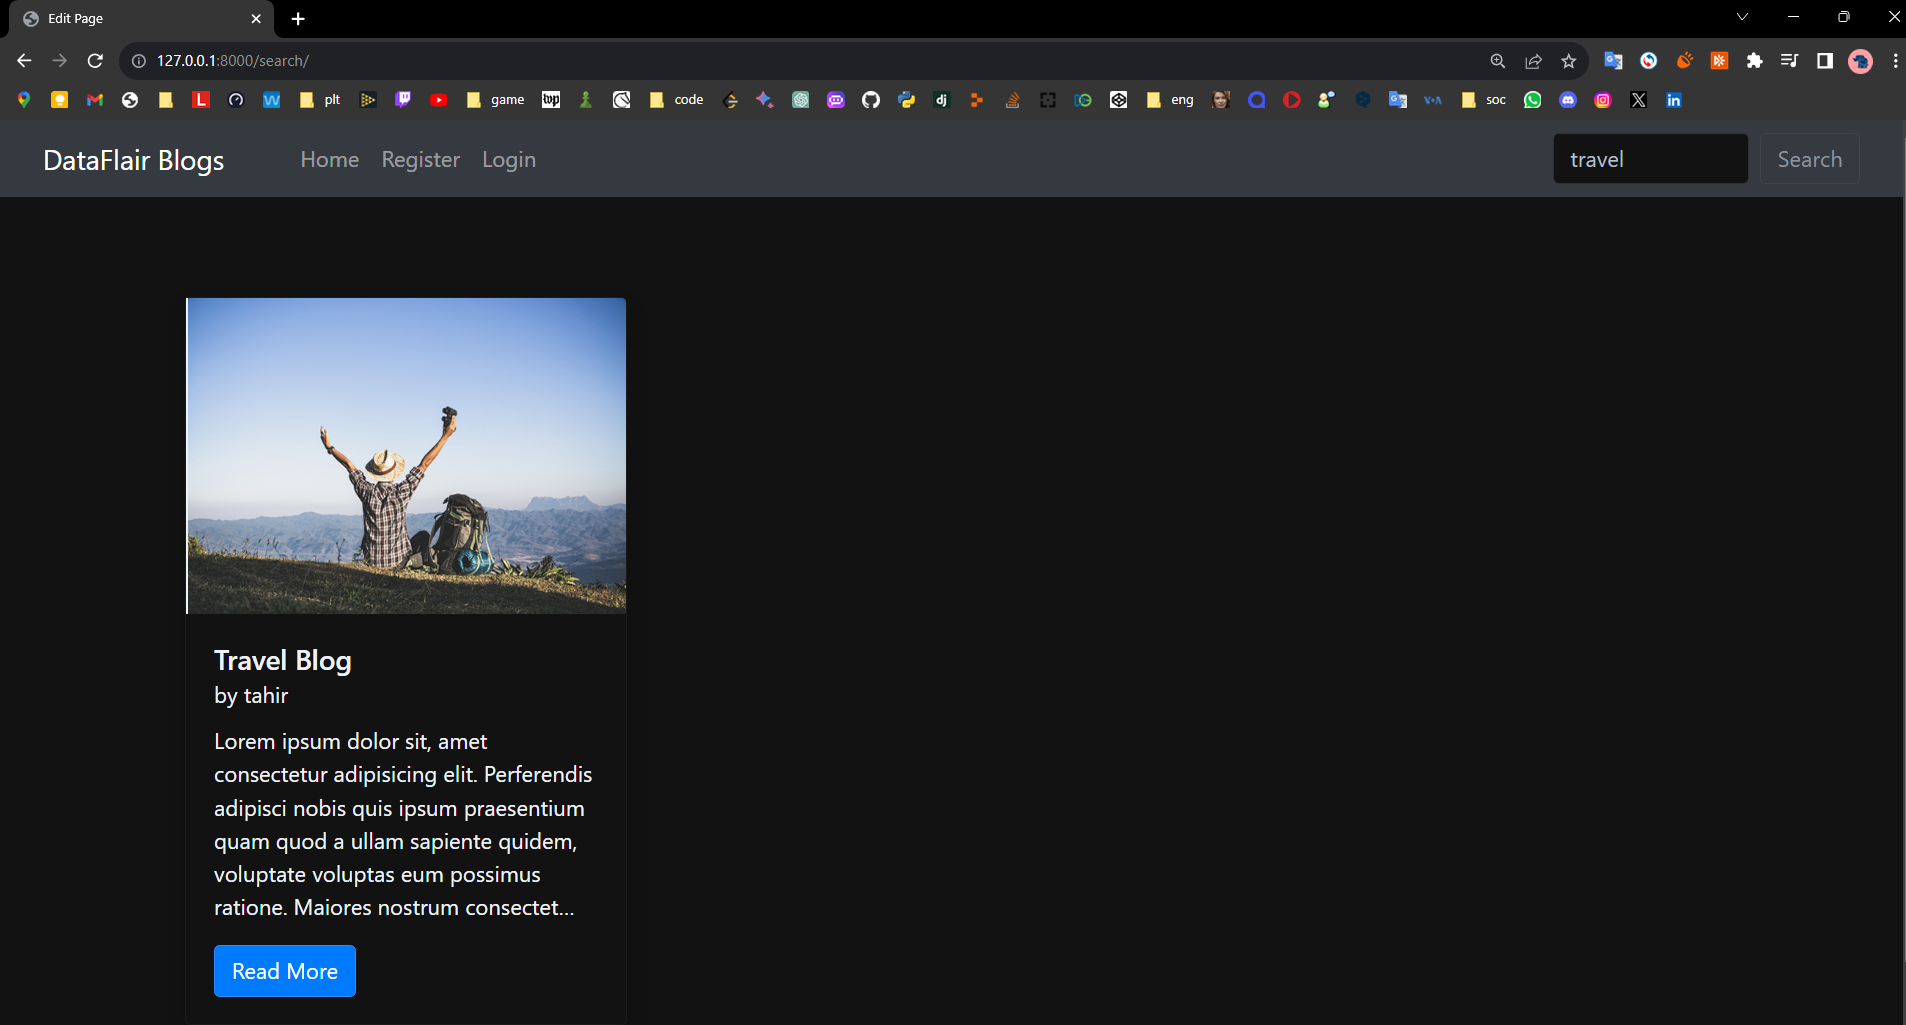 Edit Page
127.0.0.1:8000/search/
plt
game
code
eng
soc
DataFlair Blogs
Home
Register
Login
travel
Search
Travel Blog
by tahir
Lorem ipsum dolor sit, amet
consectetur adipisicing elit. Perferendis
adipisci nobis quis ipsum praesentium
quam quod a ullam sapiente quidem,
voluptate voluptas eum possimus
ratione. Maiores nostrum consectet...
Read More